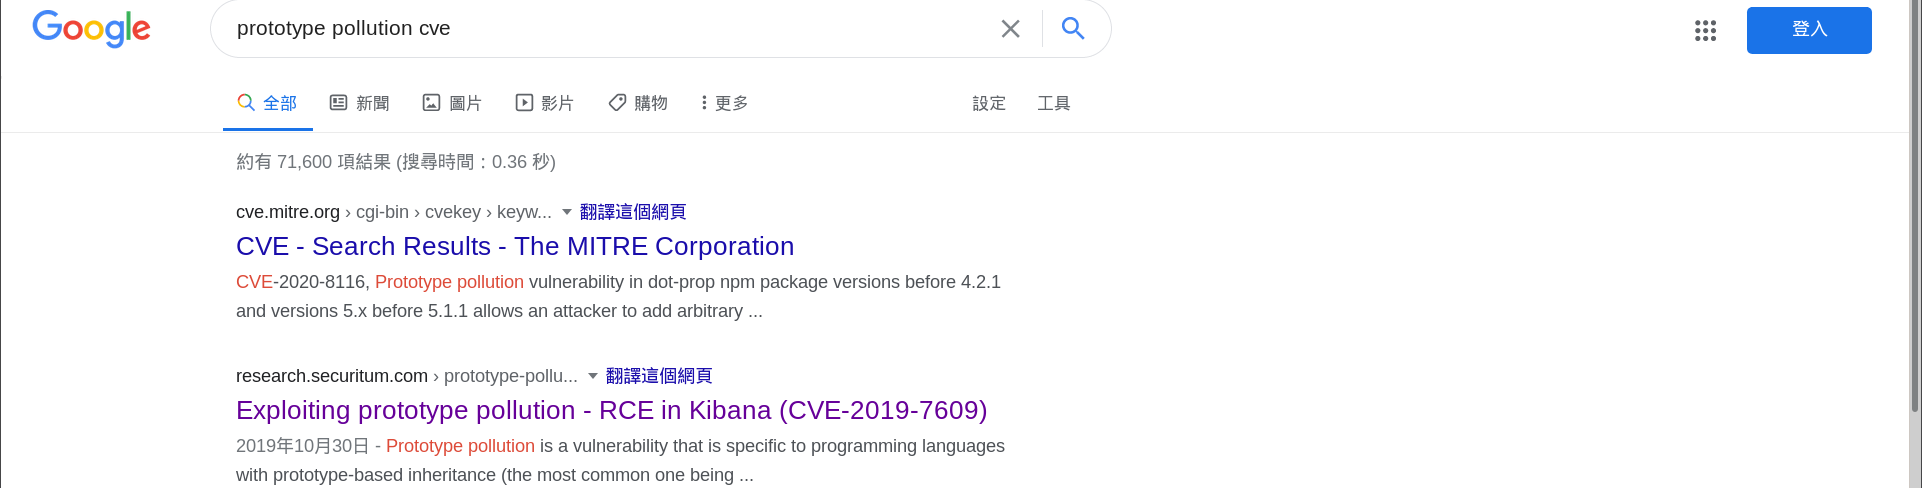 Google
prototype pollution cve
登入
全部 新聞 圖片 影片 購物 更多 設定 工具
約有 71,600 項結果 (搜尋時間：0.36 秒)
cve.mitre.org › cgi-bin › cvekey › keyw... 翻譯這個網頁
CVE - Search Results - The MITRE Corporation
CVE-2020-8116, Prototype pollution vulnerability in dot-prop npm package versions before 4.2.1
and versions 5.x before 5.1.1 allows an attacker to add arbitrary ...
research.securitum.com › prototype-pollu... 翻譯這個網頁
Exploiting prototype pollution - RCE in Kibana (CVE-2019-7609)
2019年10月30日 - Prototype pollution is a vulnerability that is specific to programming languages
with prototype-based inheritance (the most common one being ...